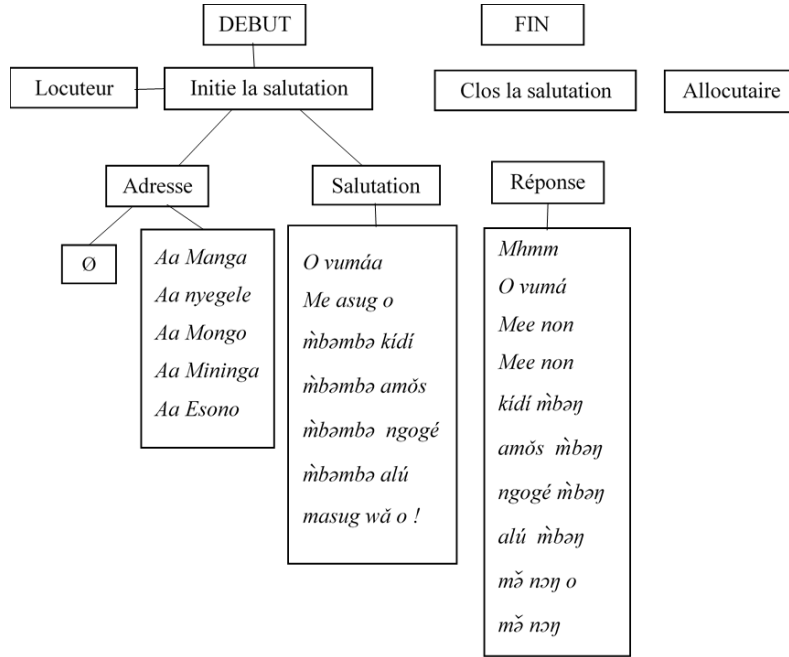 DEBUT
FIN
Locuteur
Initie la salutation
Clos la salutation
Allocutaire
Adresse
Salutation
Réponse
Ø
Aa Manga
Aa nyegele
Aa Mongo
Aa Mininga
Aa Esono
O vumáa
Me asug o
m̀bəmbə kídí
m̀bəmbə amǒs
m̀bəmbə ngogé
m̀bəmbə alú
masug wǎ o !
Mhmm
O vumá
Mee non
Mee non
kídí m̀bəŋ
amǒs m̀bəŋ
ngogé m̀bəŋ
alú m̀bəŋ
mə̌ nɔŋ o
mə̌ nɔŋ